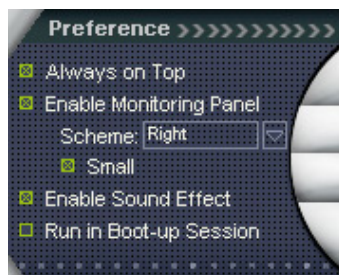 Preference >>>>>>>>>>>
Always on Top
Enable Monitoring Panel
Scheme: Right
Small
Enable Sound Effect
Run in Boot-up Session